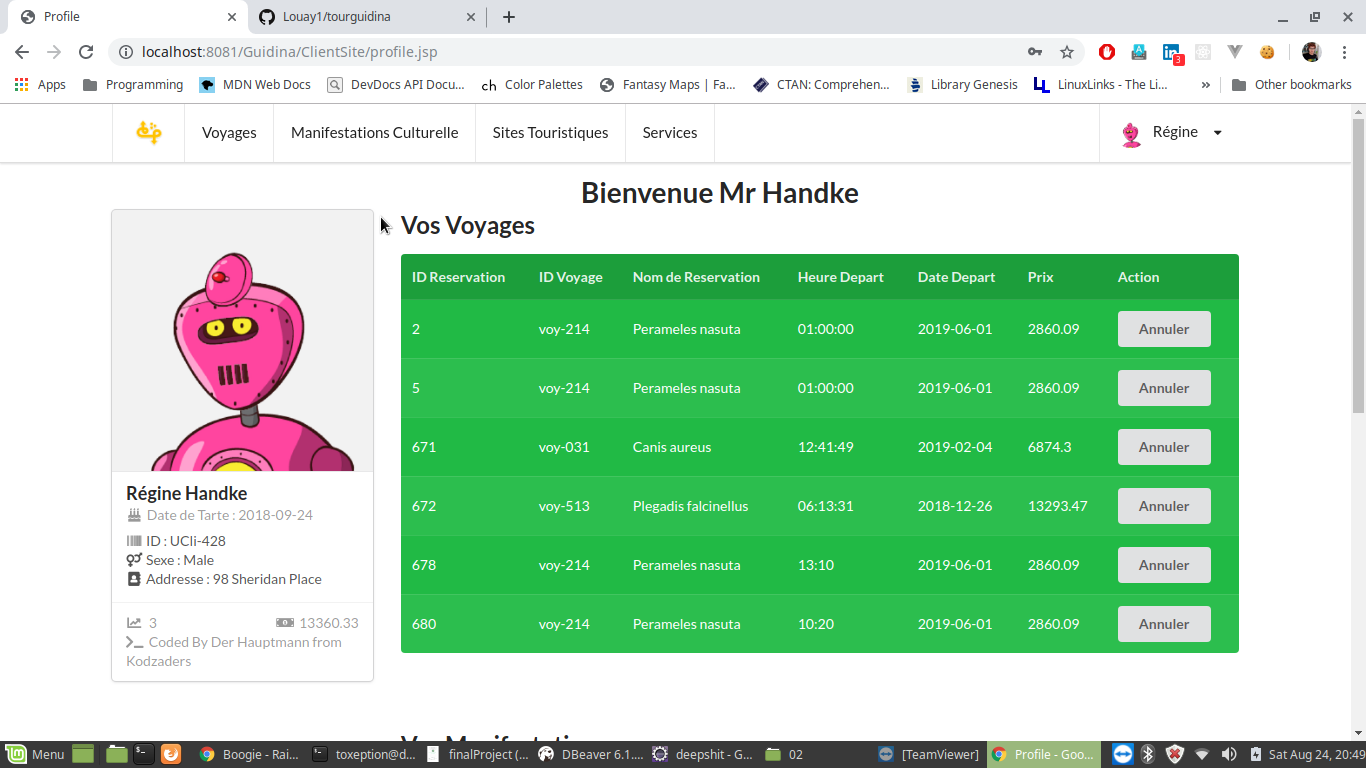 Profile
Louay1/tourguidina
localhost:8081/Guidina/ClientSite/profile.jsp
3
Apps Programming MDN Web Docs DevDocs API Docu... ch Color Palettes Fantasy Maps | Fa... CTAN: Comprehen... Library Genesis LinuxLinks - The Li... » Other bookmarks
Voyages Manifestations Culturelle Sites Touristiques Services Régine
Bienvenue Mr Handke
Vos Voyages
ID Reservation ID Voyage Nom de Reservation Heure Depart Date Depart Prix Action
2 voy-214 Perameles nasuta 01:00:00 2019-06-01 2860.09 Annuler
5 voy-214 Perameles nasuta 01:00:00 2019-06-01 2860.09 Annuler
671 voy-031 Canis aureus 12:41:49 2019-02-04 6874.3 Annuler
672 voy-513 Plegadis falcinellus 06:13:31 2018-12-26 13293.47 Annuler
678 voy-214 Perameles nasuta 13:10 2019-06-01 2860.09 Annuler
680 voy-214 Perameles nasuta 10:20 2019-06-01 2860.09 Annuler
Régine Handke
Date de Tarte : 2018-09-24
ID : UCli-428
Sexe : Male
Addresse : 98 Sheridan Place
3 13360.33
Coded By Der Hauptmann from
Kodzaders
Menu Boogie - Rai... toxeption@d... finalProject (... DBeaver 6.1.... deepshit - G... 02 [TeamViewer] Profile - Goo... Sat Aug 24, 20:49